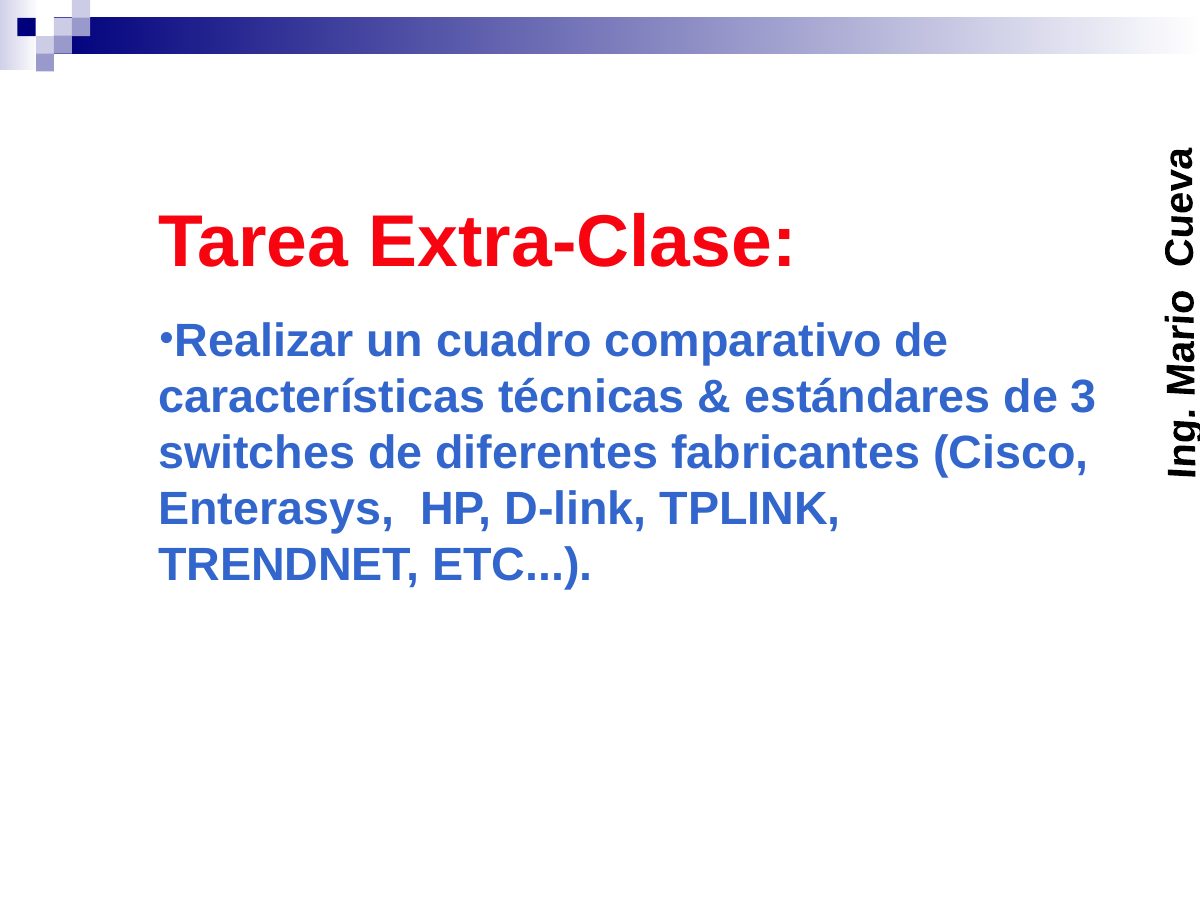 Tarea Extra-Clase:
•Realizar un cuadro comparativo de
características técnicas & estándares de 3
switches de diferentes fabricantes (Cisco,
Enterasys,  HP, D-link, TPLINK,
TRENDNET, ETC...).
Ing. Mario  Cueva